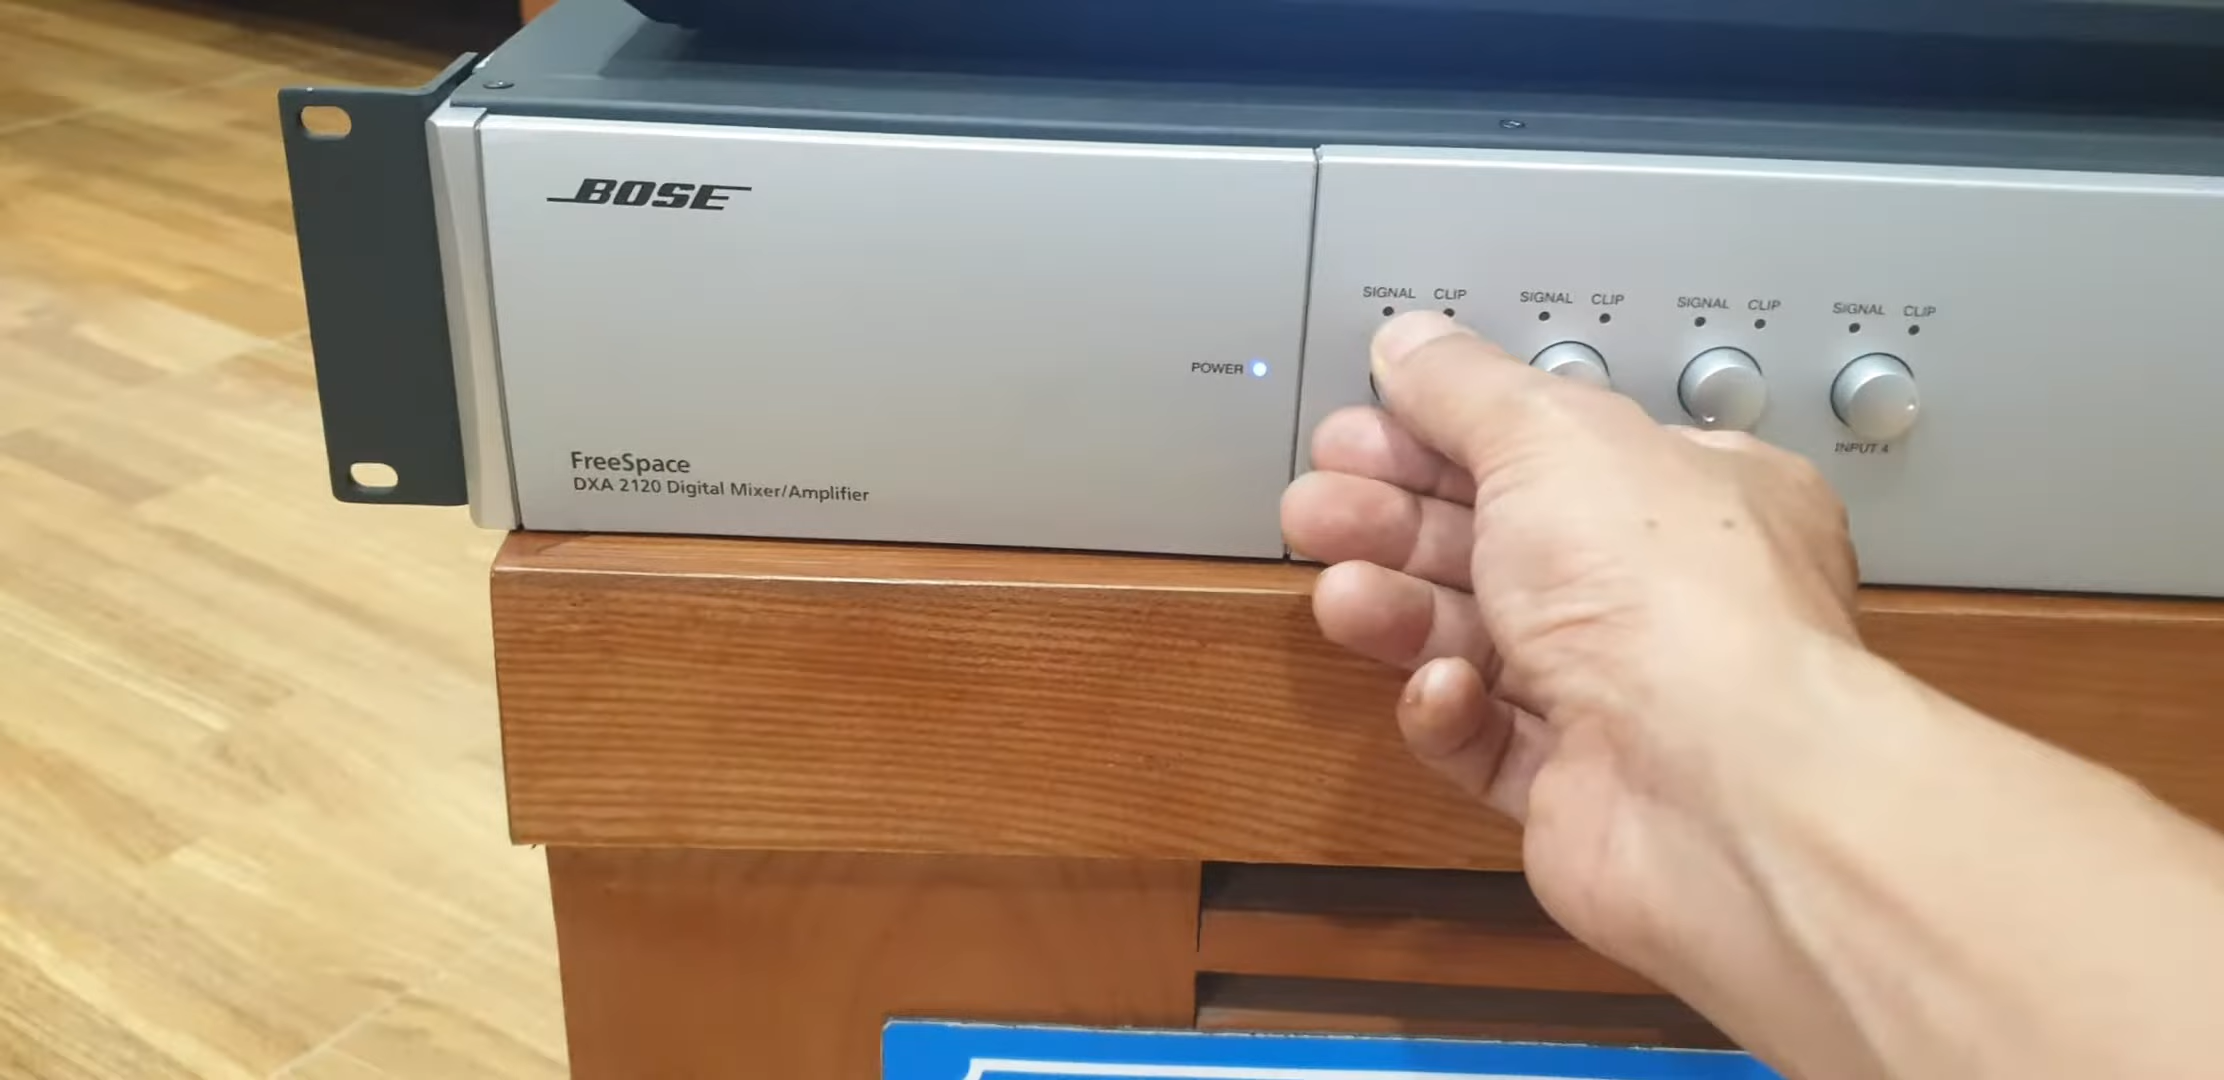 BOSE
SIGNAL CLIP SIGNAL CLIP SIGNAL CLIP SIGNAL CLIP
POWER
INPUT 4
FreeSpace
DXA 2120 Digital Mixer/Amplifier